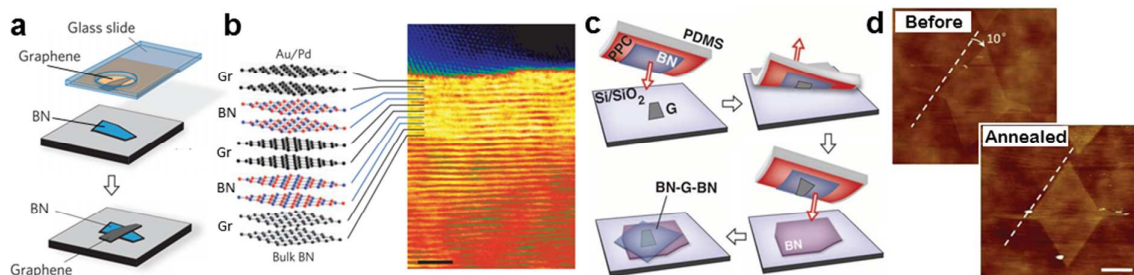 a
Glass slide
Graphene
BN
BN
Graphene
b
Au/Pd
Gr
BN
Gr
BN
Gr
Bulk BN
c
PDMS
PPC
BN
Si/SiO2
G
BN-G-BN
BN
d
Before
10°
Annealed